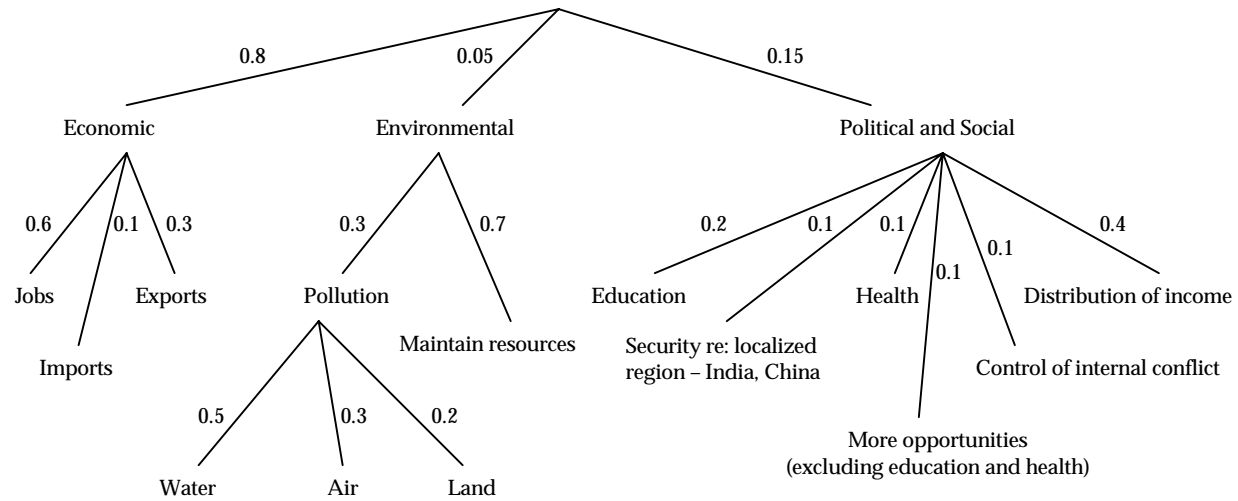 0.8
0.05
0.15
Economic
Environmental
Political and Social
0.6
0.1
0.3
0.3
0.7
0.2
0.1
0.1
0.1
0.1
0.4
Jobs
Exports
Imports
Pollution
Maintain resources
Education
Security re: localized
region – India, China
Health
Distribution of income
Control of internal conflict
More opportunities
(excluding education and health)
0.5
0.3
0.2
Water
Air
Land